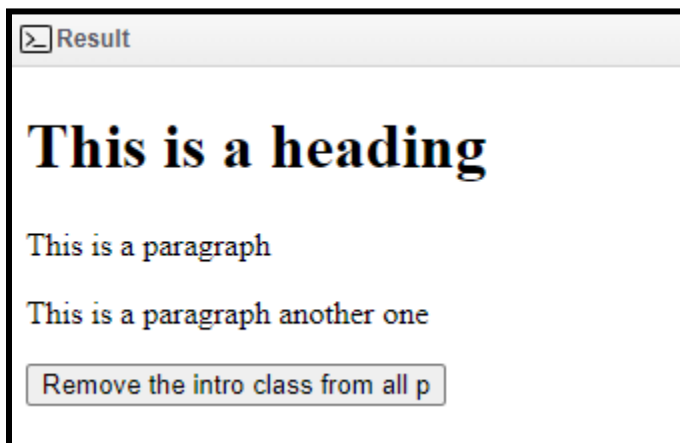 Result
This is a heading
This is a paragraph
This is a paragraph another one
Remove the intro class from all p